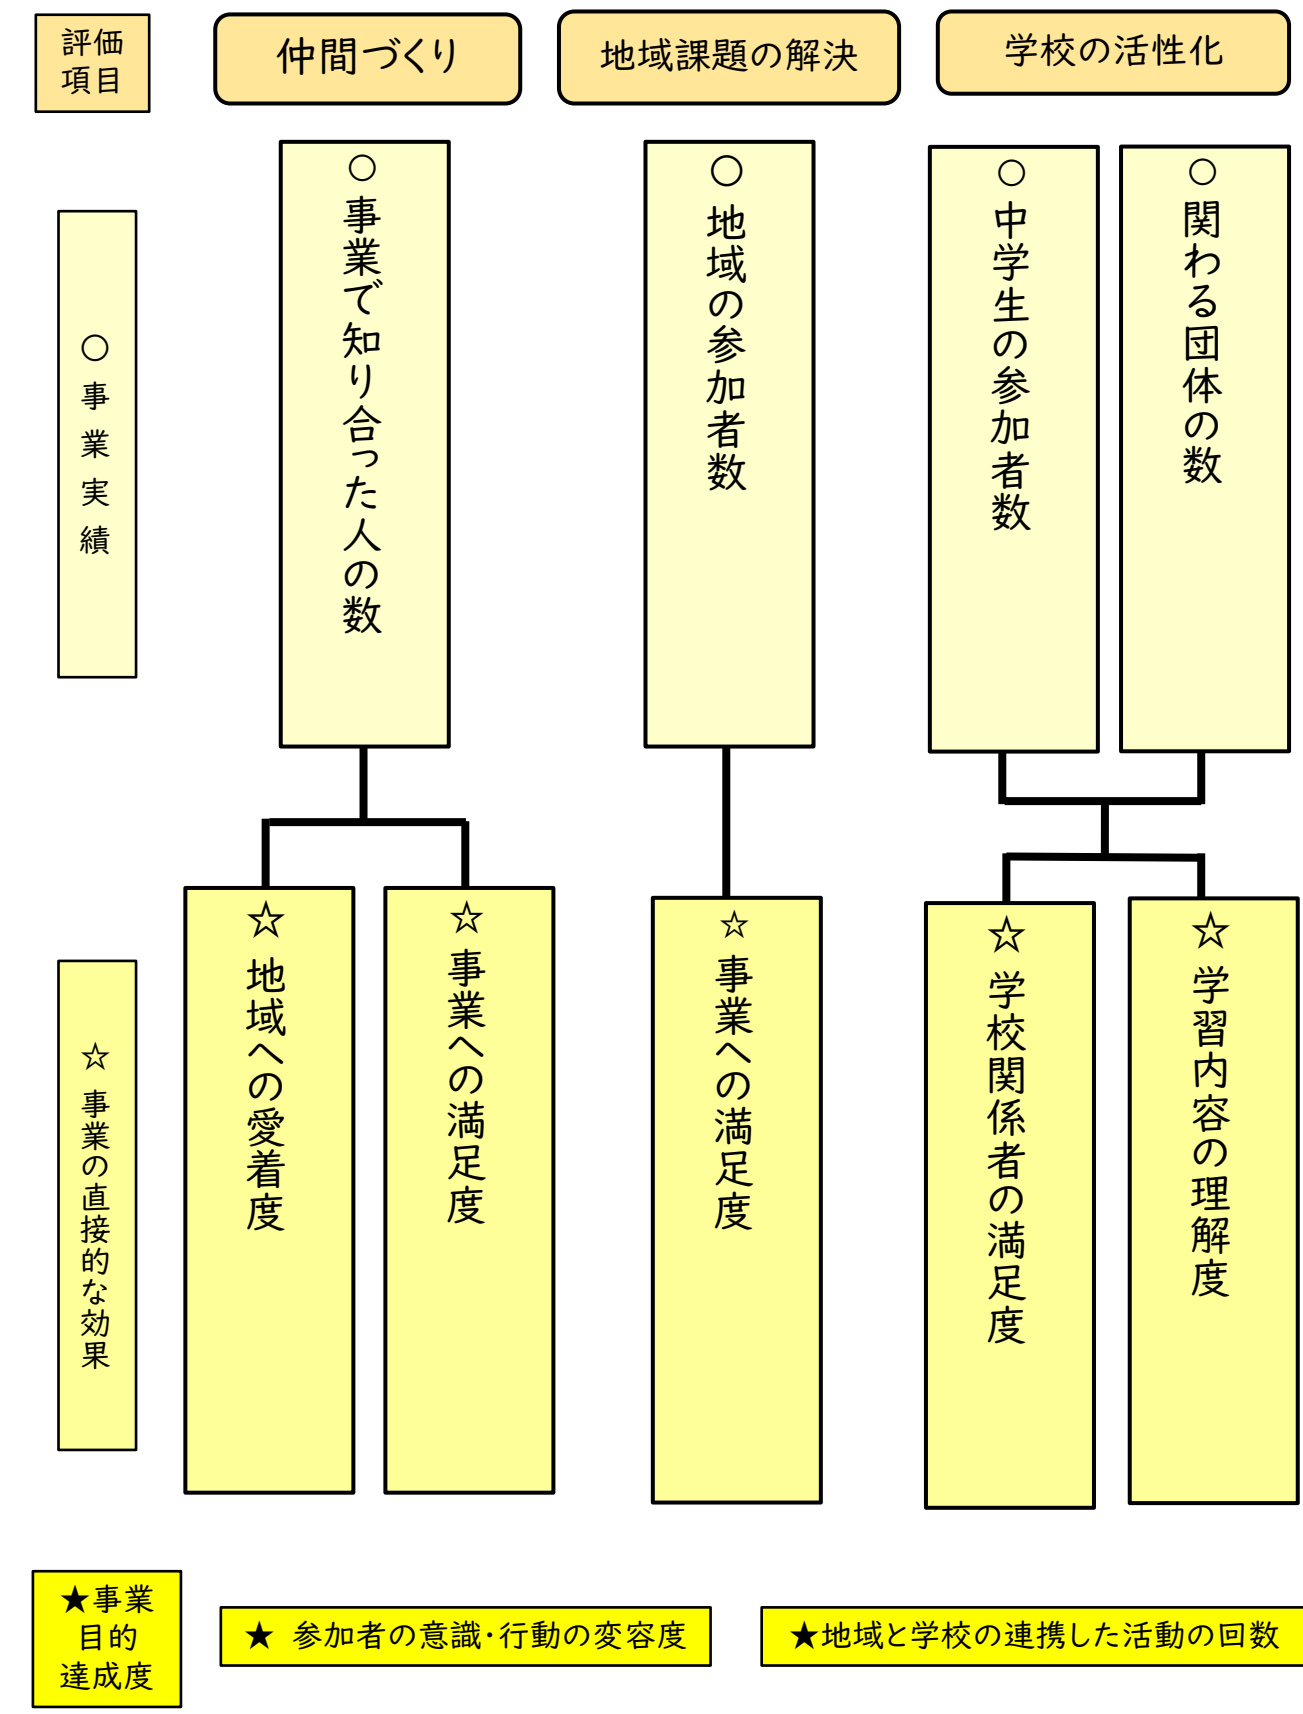 評価
項目
仲間づくり
地域課題の解決
学校の活性化
○事業実績
○事業で知り合った人の数
○地域の参加者数
○中学生の参加者数
○関わる団体の数
☆事業の直接的な効果
☆地域への愛着度
☆事業への満足度
☆事業への満足度
☆学校関係者の満足度
☆学習内容の理解度
★事業
目的
達成度
★ 参加者の意識・行動の変容度
★地域と学校の連携した活動の回数